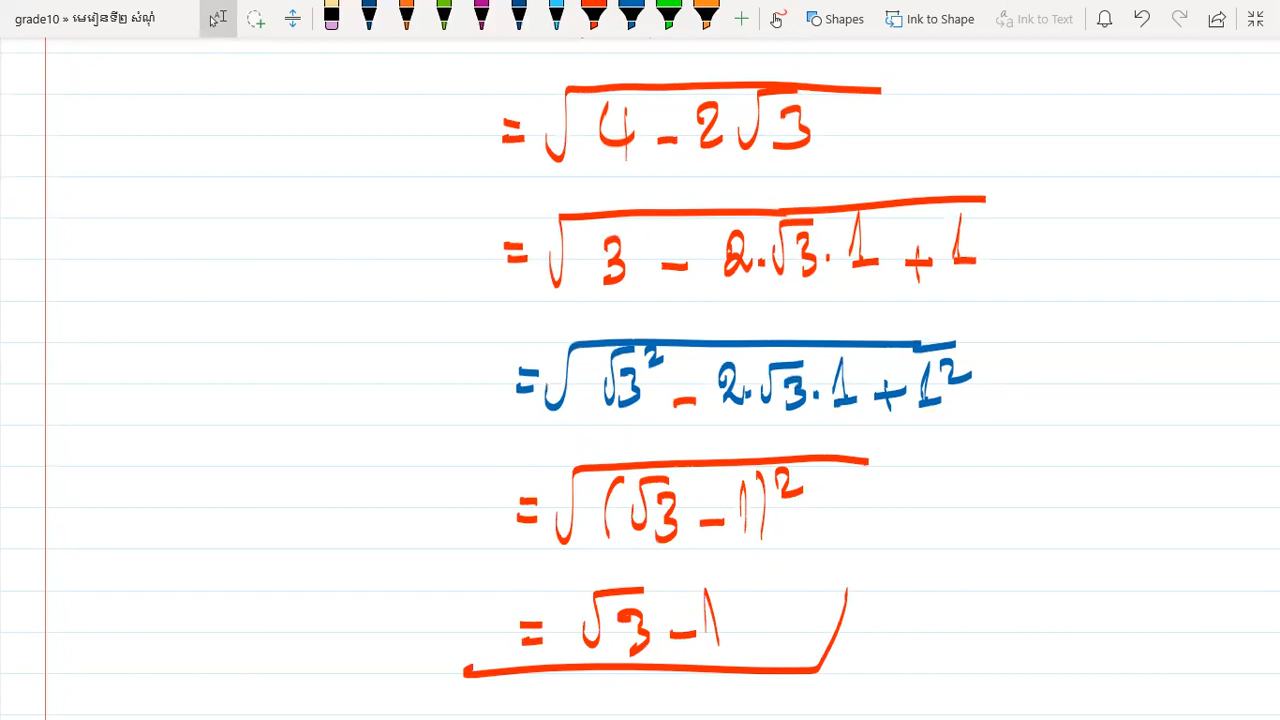 grade10 » មេរៀនទី២ សំណុំ
Shapes
Ink to Shape
Ink to Text
= √(4 - 2√3)
= √(3 - 2·√3·1 + 1)
= √(√3² - 2·√3·1 + 1²)
= √((√3 - 1)²)
= √3 - 1